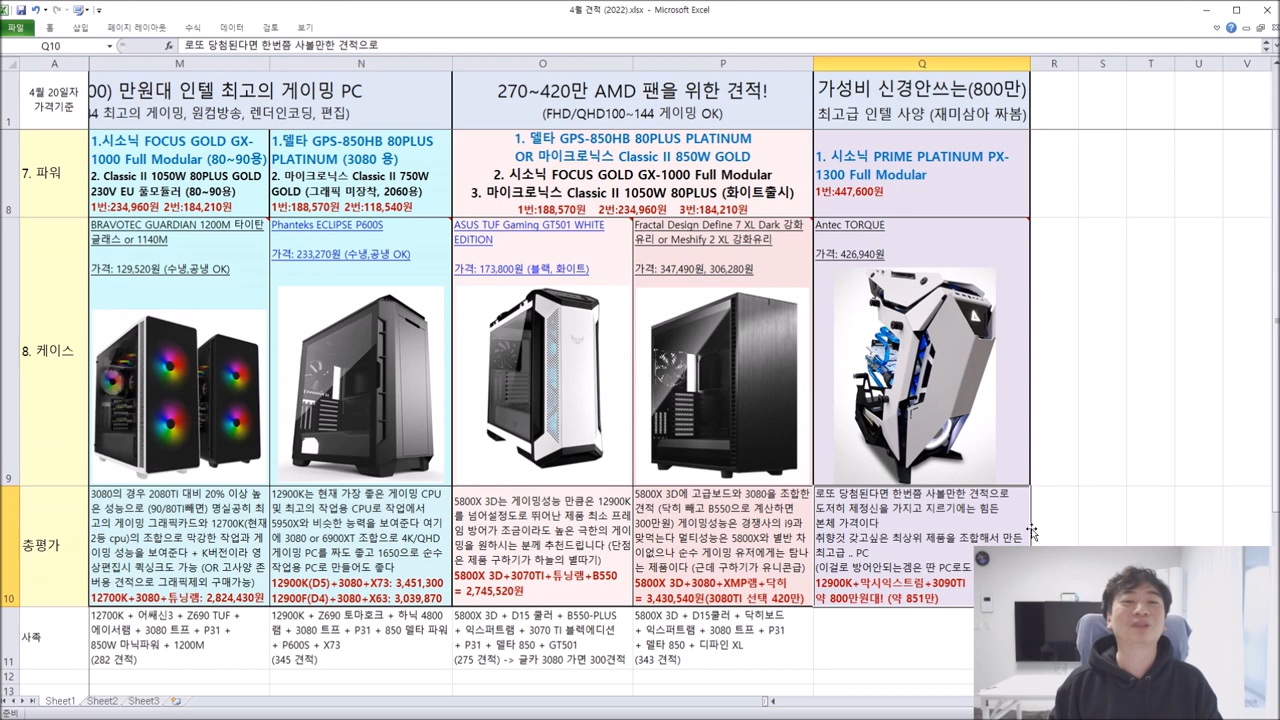 4월 견적 (2022).xlsx - Microsoft Excel
파일 홈 삽입 페이지 레이아웃 수식 데이터 검토 보기
Q10 fx 로또 당첨된다면 한번쯤 사볼만한 견적으로
A M N O P Q R S T U V
1
4월 20일자
가격기준
00) 만원대 인텔 최고의 게이밍 PC
최고의 게이밍, 원컴방송, 렌더인코딩, 편집)
270~420만 AMD 팬을 위한 견적!
(FHD/QHD100~144 게이밍 OK)
가성비 신경안쓰는(800만)
최고급 인텔 사양 (재미삼아 짜봄)
8
7. 파워
1.시소닉 FOCUS GOLD GX-
1000 Full Modular (80~90용)
2. Classic II 1050W 80PLUS GOLD
230V EU 풀모듈러 (80~90용)
1번:234,960원 2번:184,210원
1.델타 GPS-850HB 80PLUS
PLATINUM (3080 용)
2. 마이크로닉스 Classic II 750W
GOLD (그래픽 미장착, 2060용)
1번:188,570원 2번:118,540원
1. 델타 GPS-850HB 80PLUS PLATINUM
OR 마이크로닉스 Classic II 850W GOLD
2. 시소닉 FOCUS GOLD GX-1000 Full Modular
3. 마이크로닉스 Classic II 1050W 80PLUS (화이트출시)
1번:188,570원 2번:234,960원 3번:184,210원
1. 시소닉 PRIME PLATINUM PX-
1300 Full Modular
1번:447,600원
9
8. 케이스
BRAVOTEC GUARDIAN 1200M 타이탄
글래스 or 1140M
가격: 129,520원 (수냉,공냉 OK)
Phanteks ECLIPSE P600S
가격: 233,270원 (수냉,공냉 OK)
ASUS TUF Gaming GT501 WHITE
EDITION
가격: 173,800원 (블랙, 화이트)
Fractal Design Define 7 XL Dark 강화
유리 or Meshify 2 XL 강화유리
가격: 347,490원, 306,280원
Antec TORQUE
가격: 426,940원
10
총평가
3080의 경우 2080TI 대비 20% 이상 높
은 성능으로 (90/80TI빼면) 명실공히 최
고의 게이밍 그래픽카드와 12700K(현재
2등 cpu)의 조합으로 막강한 작업과 게
이밍 성능을 보여준다 + K버전이라 영
상편집시 퀵싱크도 가능 (OR 고사양 존
버용 견적으로 그래픽제외 구매가능)
12700K+3080+튜닝램: 2,824,430원
12900K는 현재 가장 좋은 게이밍 CPU
및 최고의 작업용 CPU로 작업에서
5950X와 비슷한 능력을 보여준다 여기
에 3080 or 6900XT 조합으로 4K/QHD
게이밍 PC를 짜도 좋고 1650으로 순수
작업용 PC로 만들어도 좋다
12900K(D5)+3080+X73: 3,451,300
12900F(D4)+3080+X63: 3,039,870
5800X 3D는 게이밍성능 만큼은 12900K
를 넘어설정도로 뛰어난 제품 최소 프레
임 방어가 조금이라도 높은 극한의 게이
밍을 원하시는 분께 추천드립니다 (단점
은 제품 구하기가 하늘의 별따기)
5800X 3D+3070TI+튜닝램+B550
= 2,745,520원
5800X 3D에 고급보드와 3080을 조합한
견적 (닥히 빼고 B550으로 계산하면
300만원) 게이밍성능은 경쟁사의 i9과
맞먹는다 멀티성능은 5800X와 별반 차
이없으나 순수 게이밍 유저에게는 탐나
는 제품이다 (근데 구하기가 유니콘급)
5800X 3D+3080+XMP램+닥히
= 3,430,540원(3080TI 선택 420만)
로또 당첨된다면 한번쯤 사볼만한 견적으로
도저히 제정신을 가지고 지르기에는 힘든
본체 가격이다
취향것 갖고싶은 최상위 제품을 조합해서 만든
최고급 .. PC
(이걸로 방어안되는겜은 딴 PC로도
12900K+막시익스트림+3090TI
약 800만원대! (약 851만)
11
사족
12700K + 어쌔신3 + Z690 TUF +
에이서램 + 3080 트프 + P31 +
850W 마닉파워 + 1200M
(282 견적)
12900K + Z690 토마호크 + 하닉 4800
램 + 3080 트프 + P31 + 850 델타 파워
+ P600S + X73
(345 견적)
5800X 3D + D15 쿨러 + B550-PLUS
+ 익스퍼트램 + 3070 TI 블랙에디션
+ P31 + 델타 850 + GT501
(275 견적) -> 글카 3080 가면 300견적
5800X 3D + D15쿨러 + 닥히보드
+ 익스퍼트램 + 3080 트프 + P31
+ 델타 850 + 디파인 XL
(343 견적)
12
13
Sheet1 Sheet2 Sheet3
준비